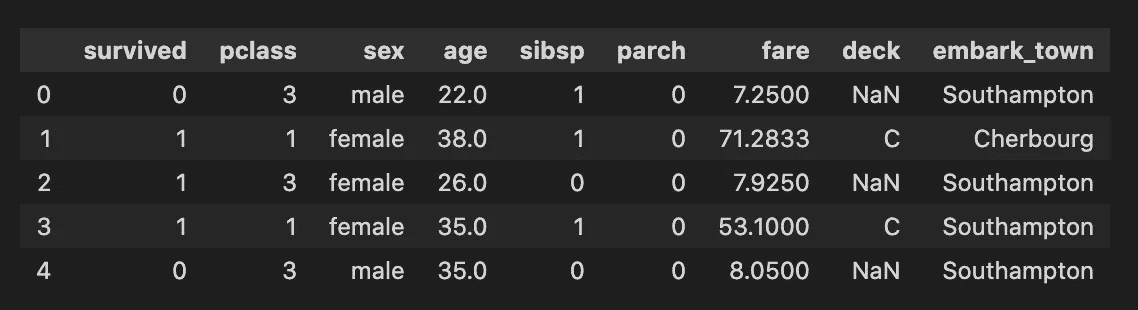 survived pclass sex age sibsp parch fare deck embark_town
0 0 3 male 22.0 1 0 7.2500 NaN Southampton
1 1 1 female 38.0 1 0 71.2833 C Cherbourg
2 1 3 female 26.0 0 0 7.9250 NaN Southampton
3 1 1 female 35.0 1 0 53.1000 C Southampton
4 0 3 male 35.0 0 0 8.0500 NaN Southampton